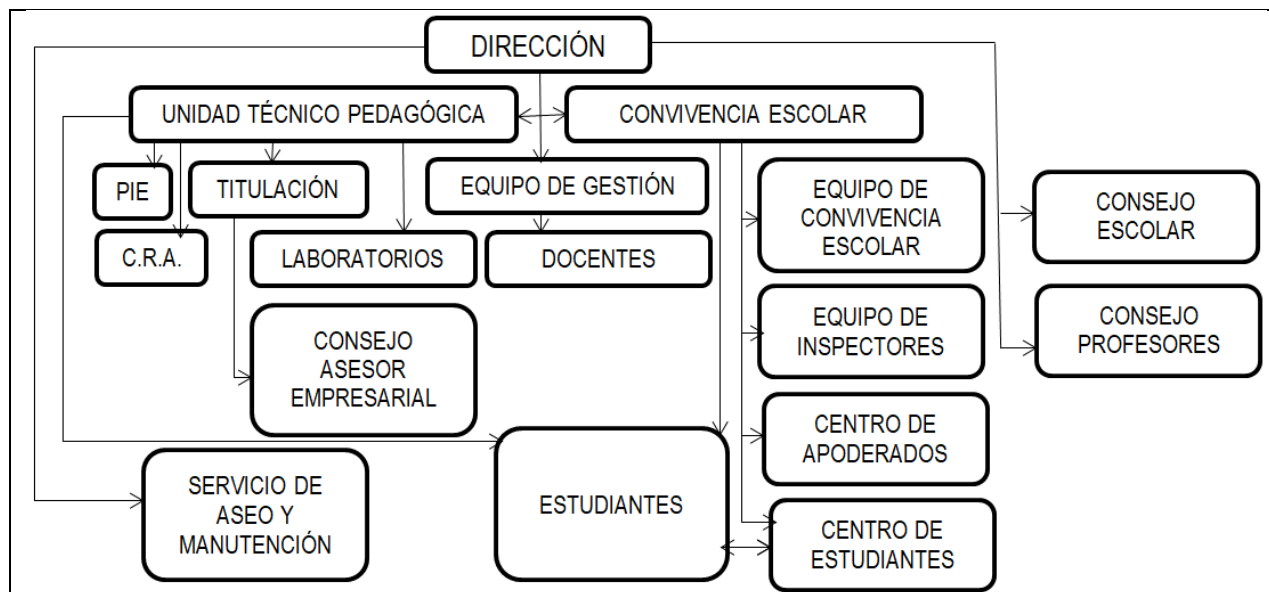 DIRECCIÓN
UNIDAD TÉCNICO PEDAGÓGICA
CONVIVENCIA ESCOLAR
PIE
TITULACIÓN
EQUIPO DE GESTIÓN
EQUIPO DE
CONVIVENCIA
ESCOLAR
CONSEJO
ESCOLAR
C.R.A.
LABORATORIOS
DOCENTES
EQUIPO DE
INSPECTORES
CONSEJO
PROFESORES
CONSEJO
ASESOR
EMPRESARIAL
CENTRO DE
APODERADOS
SERVICIO DE
ASEO Y
MANUTENCIÓN
ESTUDIANTES
CENTRO DE
ESTUDIANTES